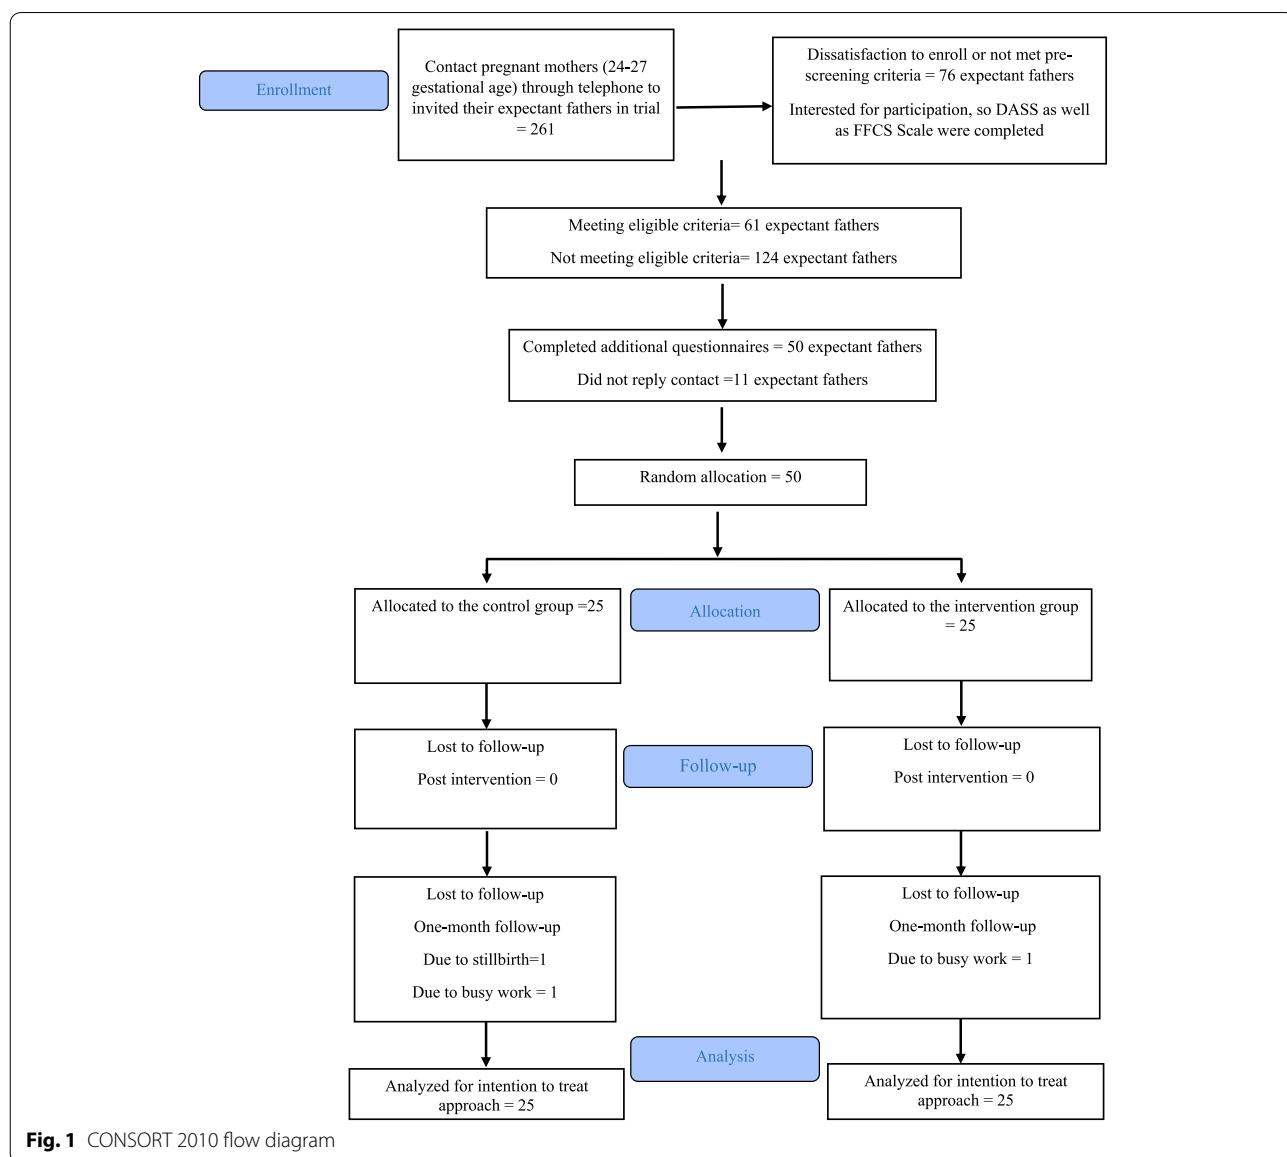 Enrollment
Contact pregnant mothers (24-27
gestational age) through telephone to
invited their expectant fathers in trial
= 261
Dissatisfaction to enroll or not met pre-
screening criteria = 76 expectant fathers
Interested for participation, so DASS as well
as FFCS Scale were completed
Meeting eligible criteria= 61 expectant fathers
Not meeting eligible criteria= 124 expectant fathers
Completed additional questionnaires = 50 expectant fathers
Did not reply contact =11 expectant fathers
Random allocation = 50
Allocated to the control group =25
Allocation
Allocated to the intervention group
= 25
Lost to follow-up
Post intervention = 0
Follow-up
Lost to follow-up
Post intervention = 0
Lost to follow-up
One-month follow-up
Due to stillbirth=1
Due to busy work = 1
Lost to follow-up
One-month follow-up
Due to busy work = 1
Analysis
Analyzed for intention to treat
approach = 25
Analyzed for intention to treat
approach = 25
Fig. 1 CONSORT 2010 flow diagram